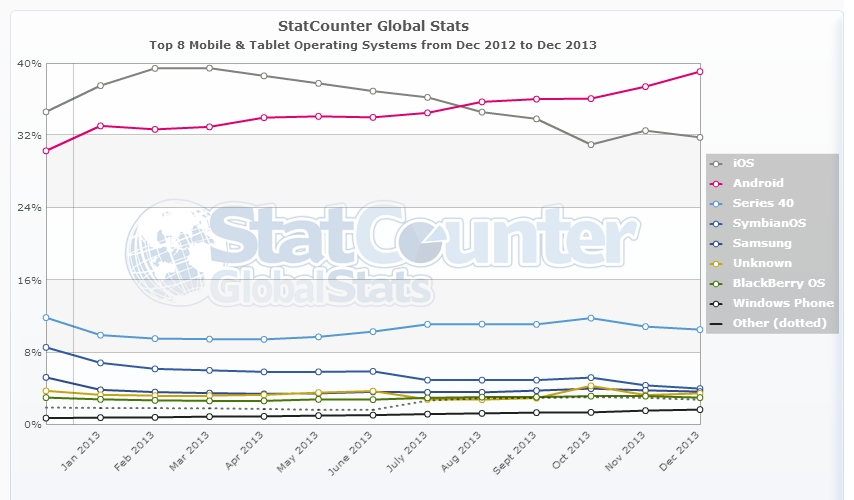 StatCounter Global Stats
Top 8 Mobile & Tablet Operating Systems from Dec 2012 to Dec 2013
40%
32%
24%
16%
8%
0%
StatCounter
GlobalStats
iOS
Android
Series 40
SymbianOS
Samsung
Unknown
BlackBerry OS
Windows Phone
Other (dotted)
Jan 2013
Feb 2013
Mar 2013
Apr 2013
May 2013
June 2013
July 2013
Aug 2013
Sept 2013
Oct 2013
Nov 2013
Dec 2013